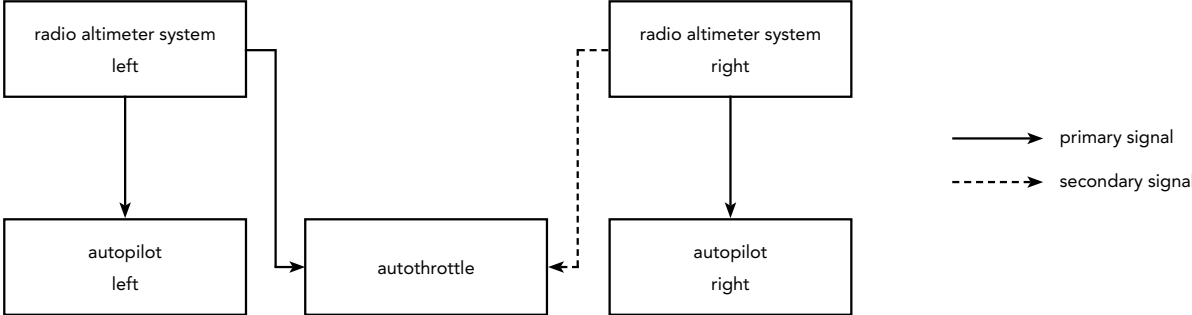 radio altimeter system
left
radio altimeter system
right
primary signal
secondary signal
autopilot
left
autothrottle
autopilot
right